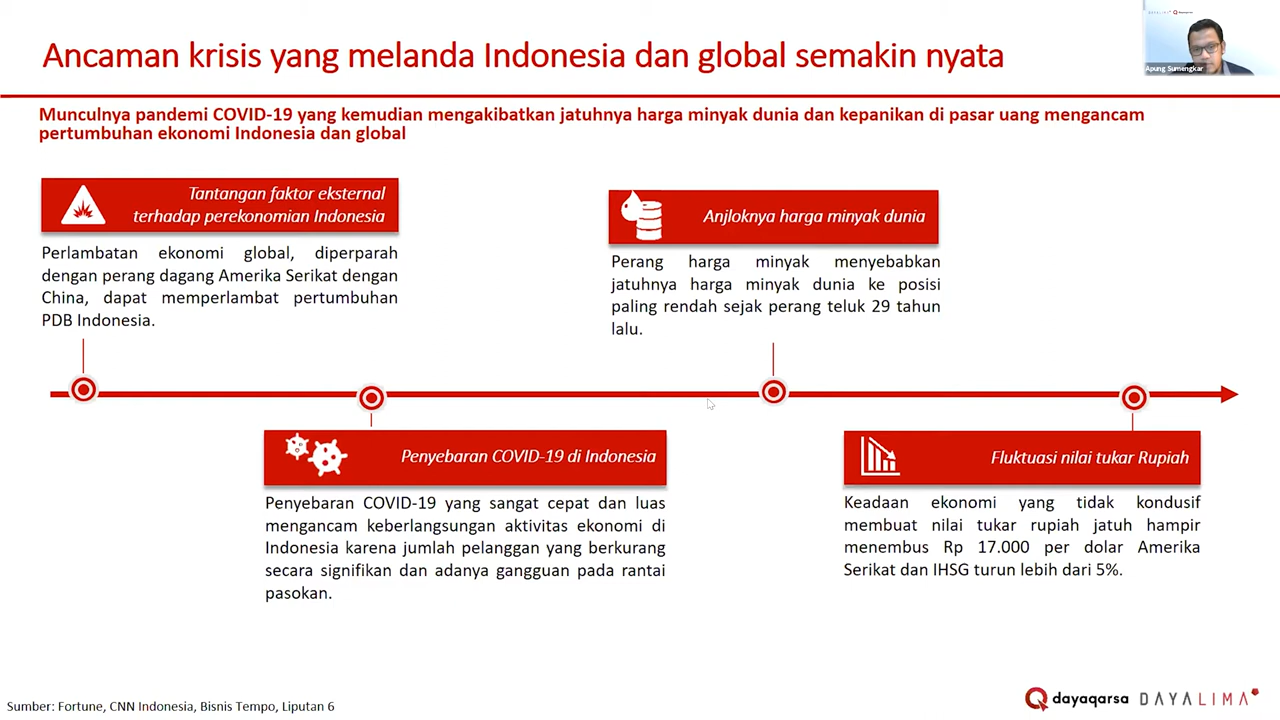 Ancaman krisis yang melanda Indonesia dan global semakin nyata
Apung Sumengkar
Munculnya pandemi COVID-19 yang kemudian mengakibatkan jatuhnya harga minyak dunia dan kepanikan di pasar uang mengancam
pertumbuhan ekonomi Indonesia dan global
Tantangan faktor eksternal
terhadap perekonomian Indonesia
Perlambatan ekonomi global, diperparah
dengan perang dagang Amerika Serikat dengan
China, dapat memperlambat pertumbuhan
PDB Indonesia.
Anjloknya harga minyak dunia
Perang harga minyak menyebabkan
jatuhnya harga minyak dunia ke posisi
paling rendah sejak perang teluk 29 tahun
lalu.
Penyebaran COVID-19 di Indonesia
Penyebaran COVID-19 yang sangat cepat dan luas
mengancam keberlangsungan aktivitas ekonomi di
Indonesia karena jumlah pelanggan yang berkurang
secara signifikan dan adanya gangguan pada rantai
pasokan.
Fluktuasi nilai tukar Rupiah
Keadaan ekonomi yang tidak kondusif
membuat nilai tukar rupiah jatuh hampir
menembus Rp 17.000 per dolar Amerika
Serikat dan IHSG turun lebih dari 5%.
Sumber: Fortune, CNN Indonesia, Bisnis Tempo, Liputan 6
dayaqarsa DAYALIMA